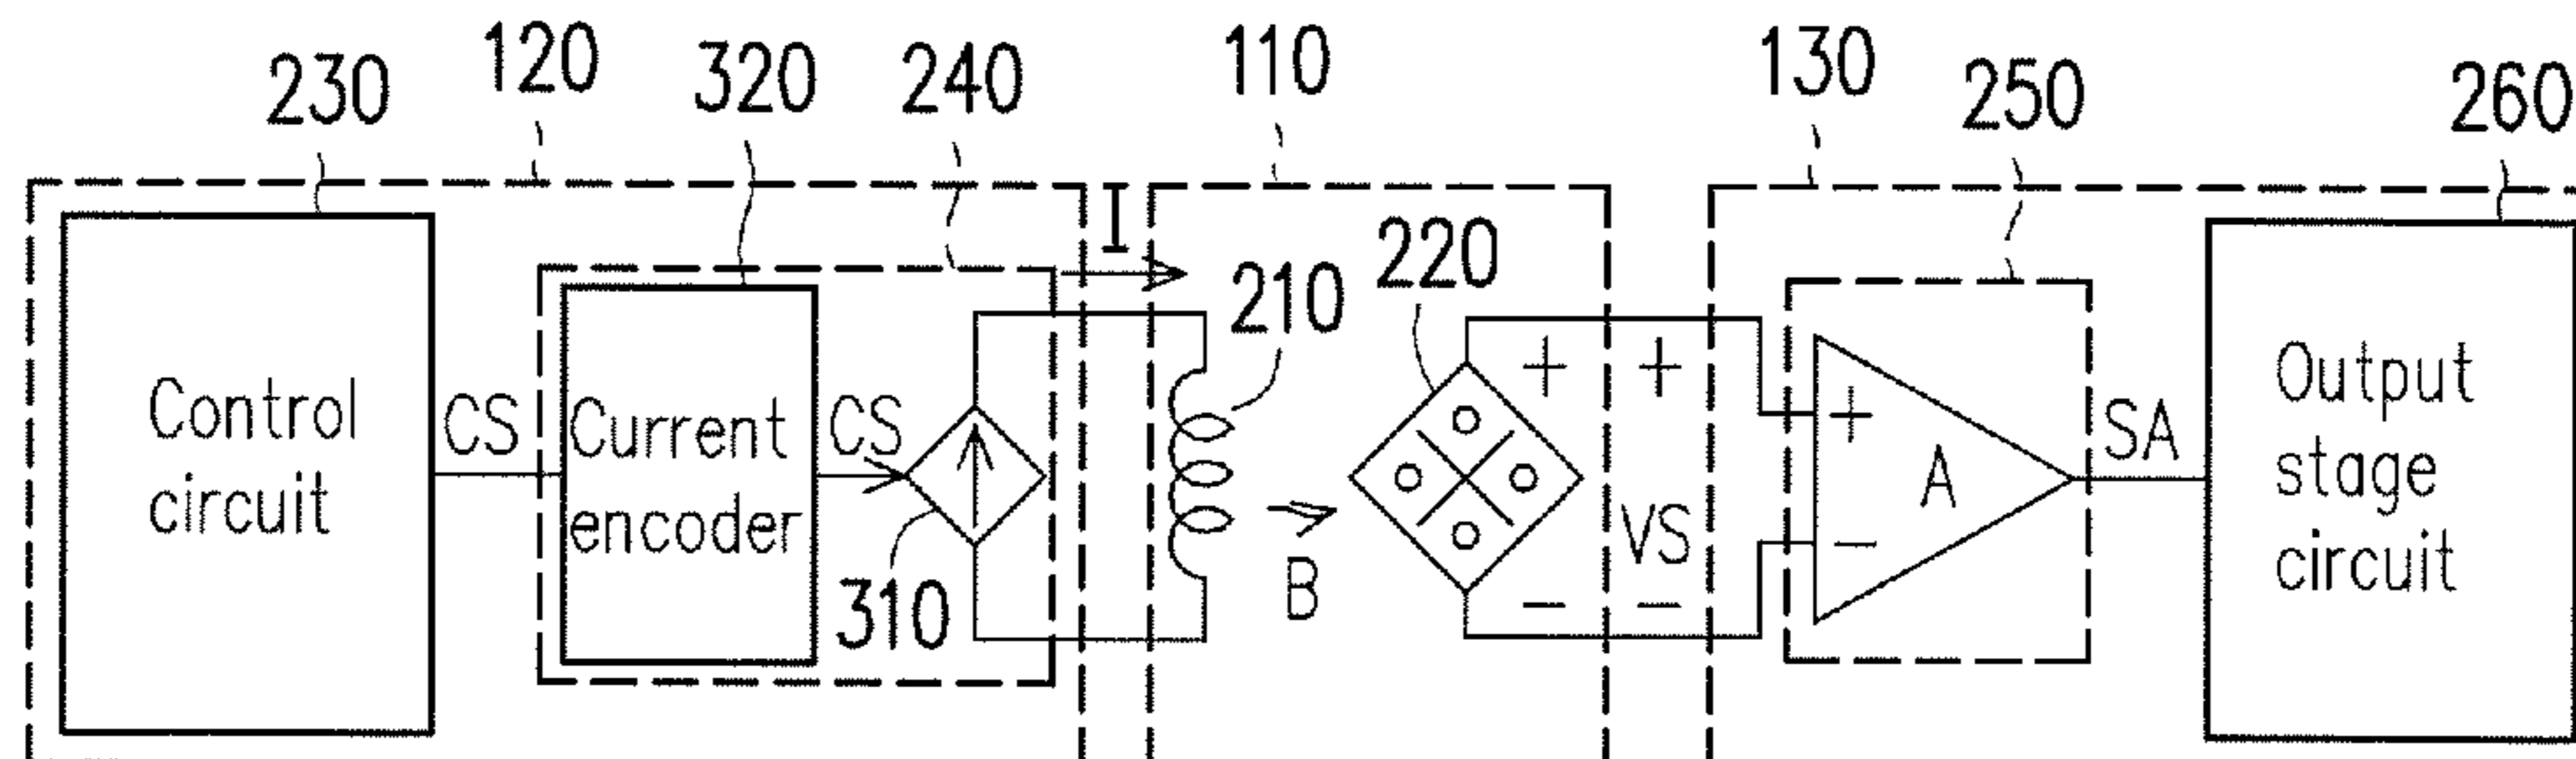 230 120 320 240 110 130 250 260
I
210 220
Control
circuit
CS
Current
encoder
CS
310
B
+
−
+
VS
−
+
A
−
SA
Output
stage
circuit